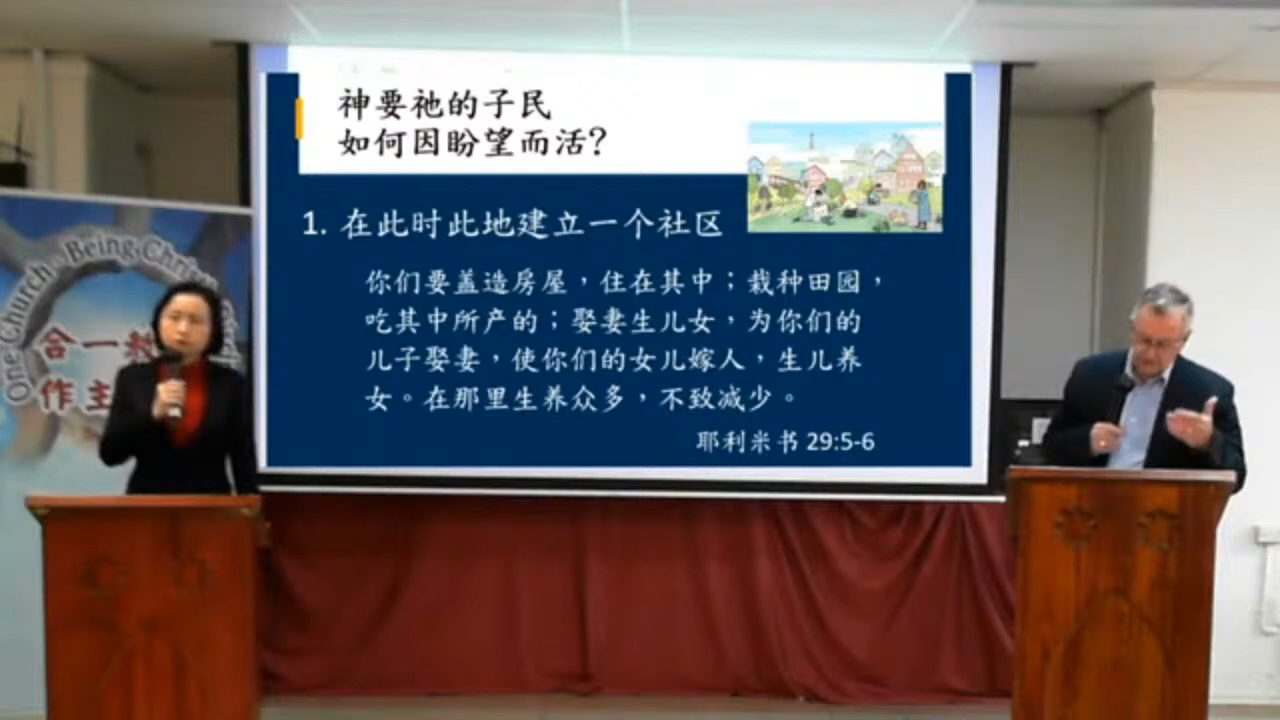 神要祂的子民
如何因盼望而活？
1. 在此时此地建立一个社区
你们要盖造房屋，住在其中；栽种田园，
吃其中所产的；娶妻生儿女，为你们的
儿子娶妻，使你们的女儿嫁人，生儿养
女。在那里生养众多，不致减少。
耶利米书 29:5-6
One Church - Being Chri
合一教
作主